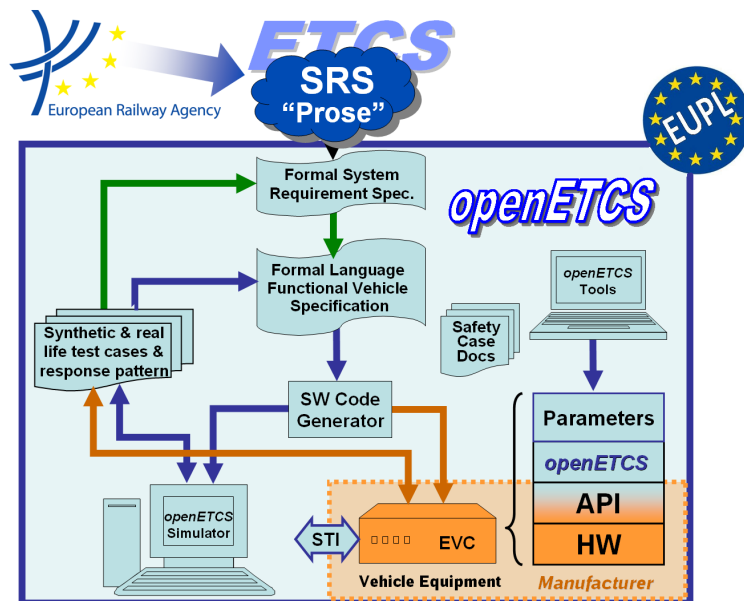 ETCS
European Railway Agency
SRS
“Prose”
EUPL
Formal System
Requirement Spec.
openETCS
Formal Language
Functional Vehicle
Specification
openETCS
Tools
Synthetic & real
life test cases &
response pattern
Safety
Case
Docs
SW Code
Generator
Parameters
openETCS
API
HW
openETCS
Simulator
STI
EVC
Vehicle Equipment
Manufacturer